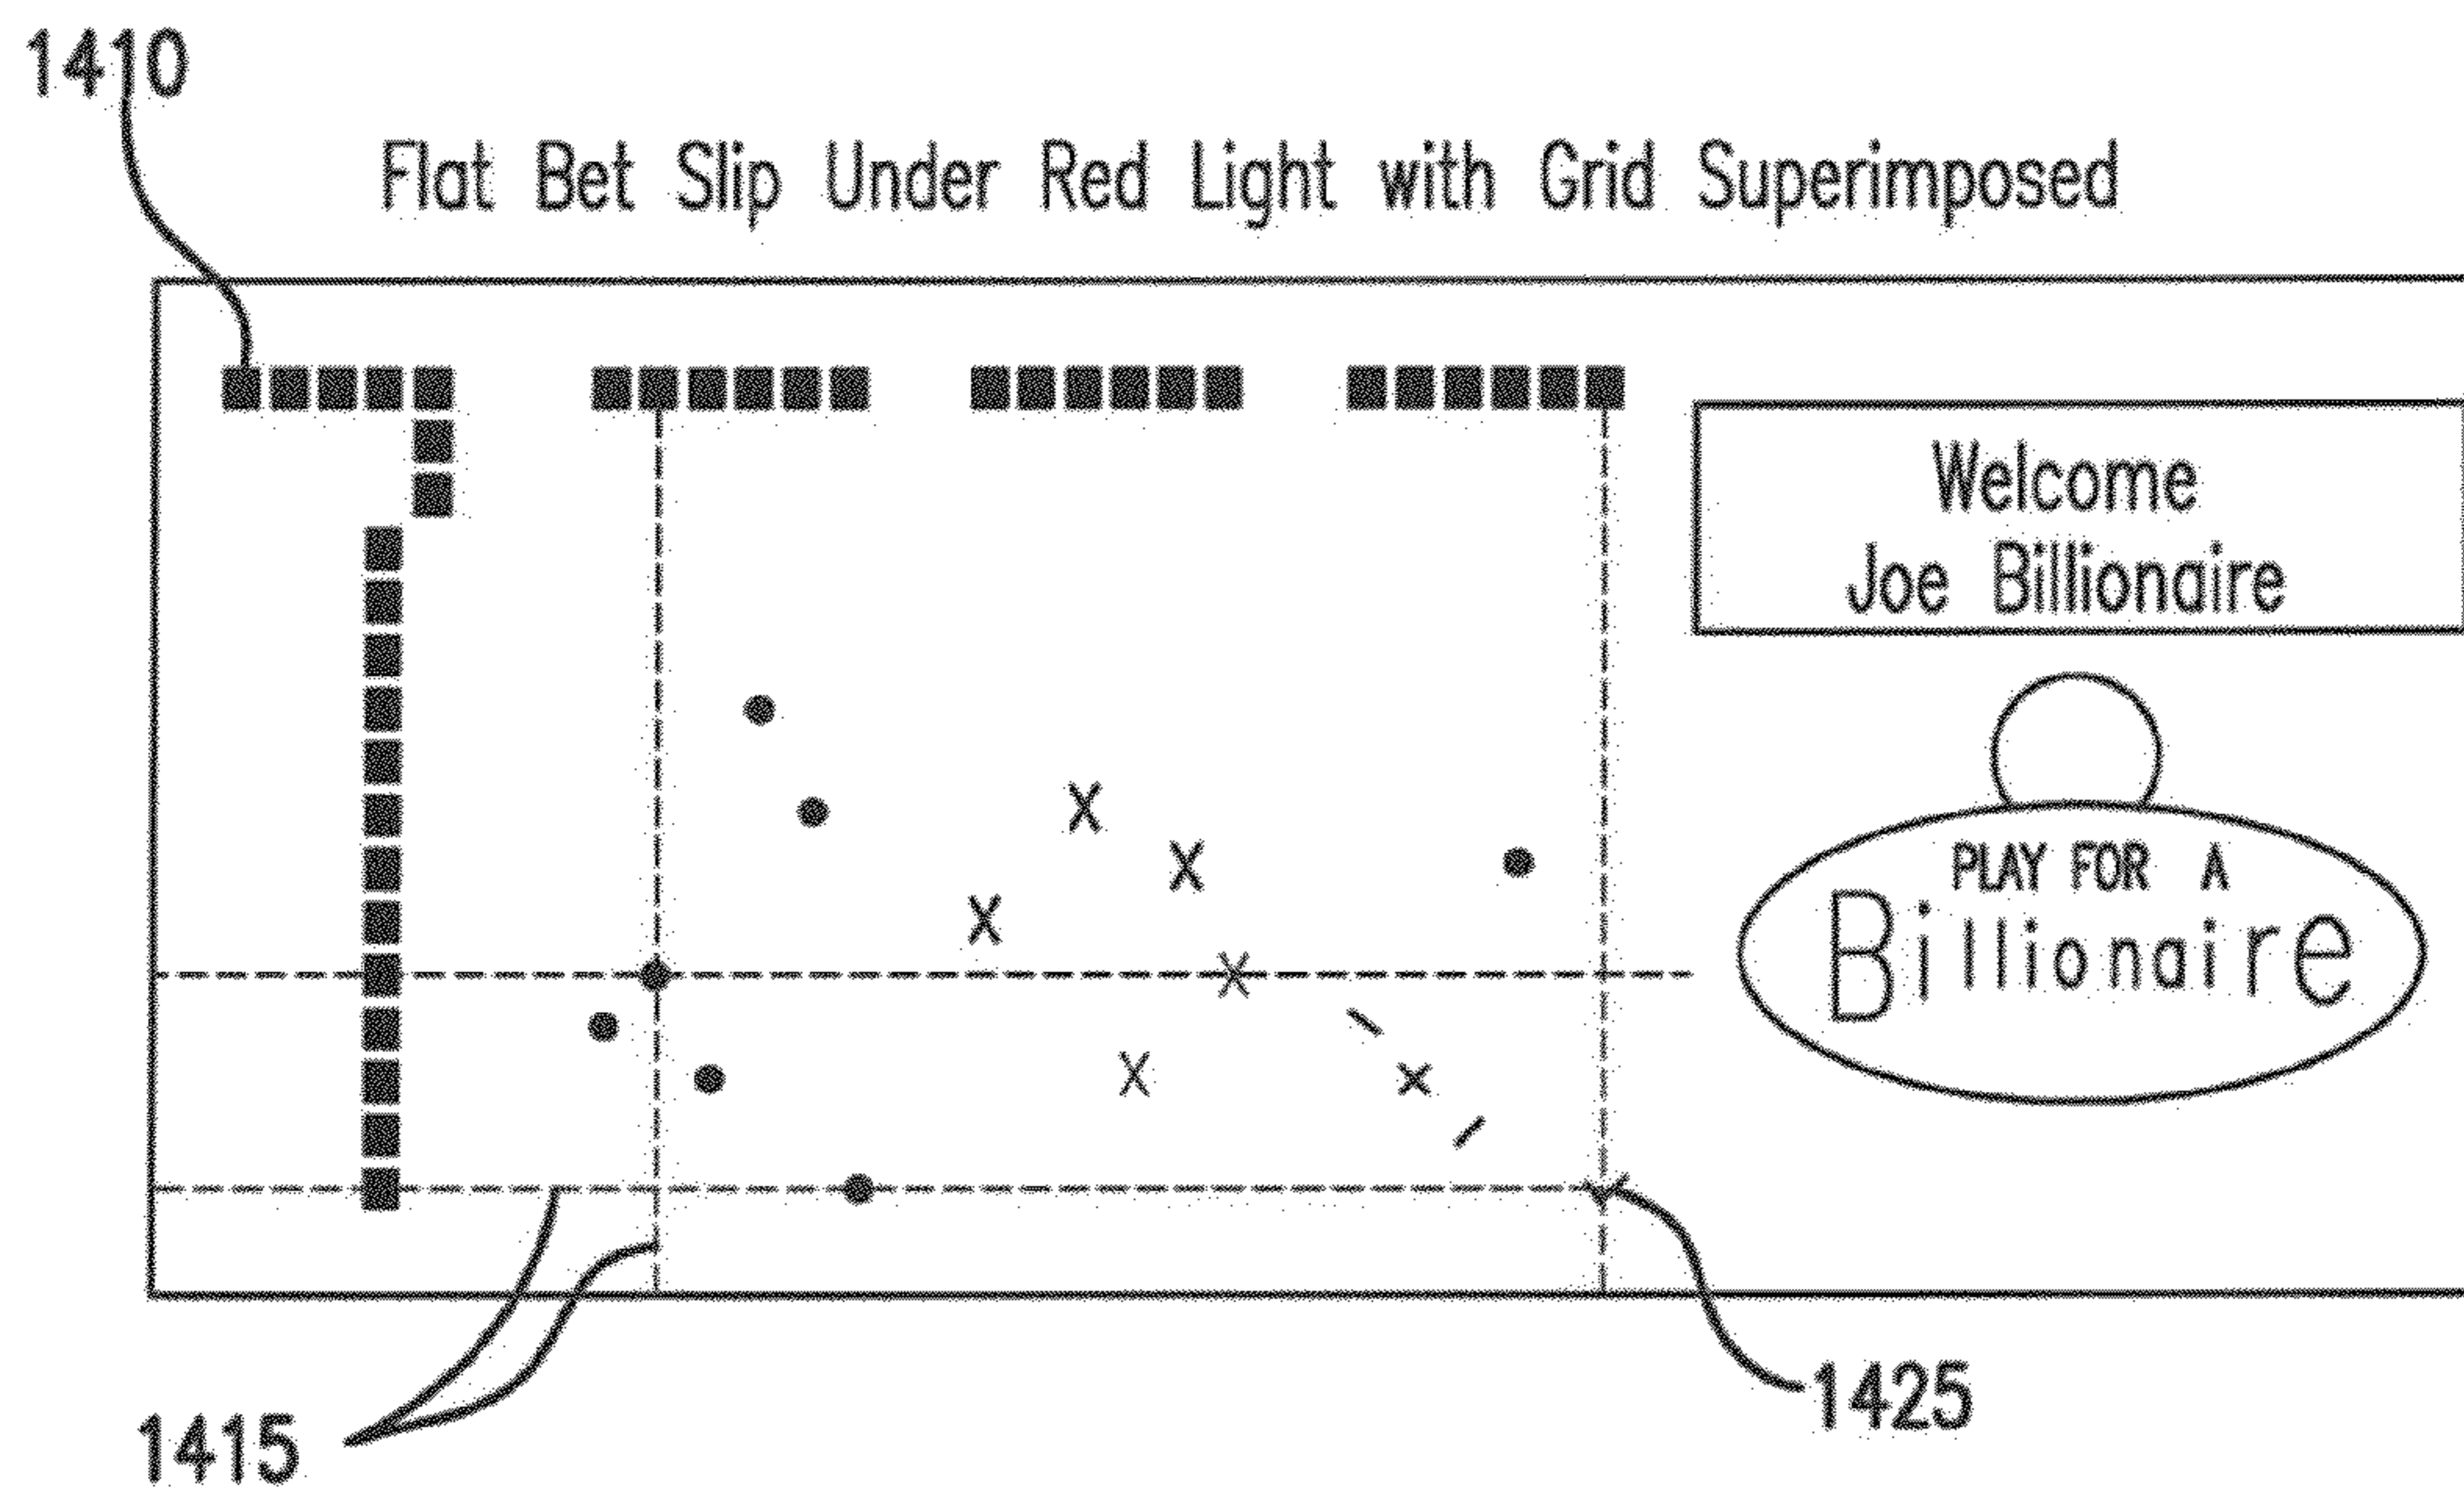 1410
Flat Bet Slip Under Red Light with Grid Superimposed
Welcome
Joe Billionaire
PLAY FOR A
Billionaire
1415
1425